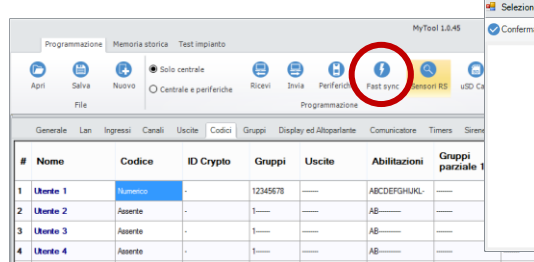 MyTool 1.0.45
Selezion
Conferma
Programmazione Memoria storica Test impianto
Apri Salva Nuovo
Solo centrale
Centrale e periferiche
Ricevi Invia Periferich Fast sync Sensori RS uSD Ca
File Programmazione
Generale Lan Ingressi Canali Uscite Codici Gruppi Display ed Altoparlante Comunicatore Timers Sirene
# Nome Codice ID Crypto Gruppi Uscite Abilitazioni Gruppi parziale 1
1 Utente 1 Numerico - 12345678 -------- ABCDEFGHIJKL- --------
2 Utente 2 Assente - 1------- -------- AB----------- --------
3 Utente 3 Assente - 1------- -------- AB----------- --------
4 Utente 4 Assente - 1------- -------- AB----------- --------